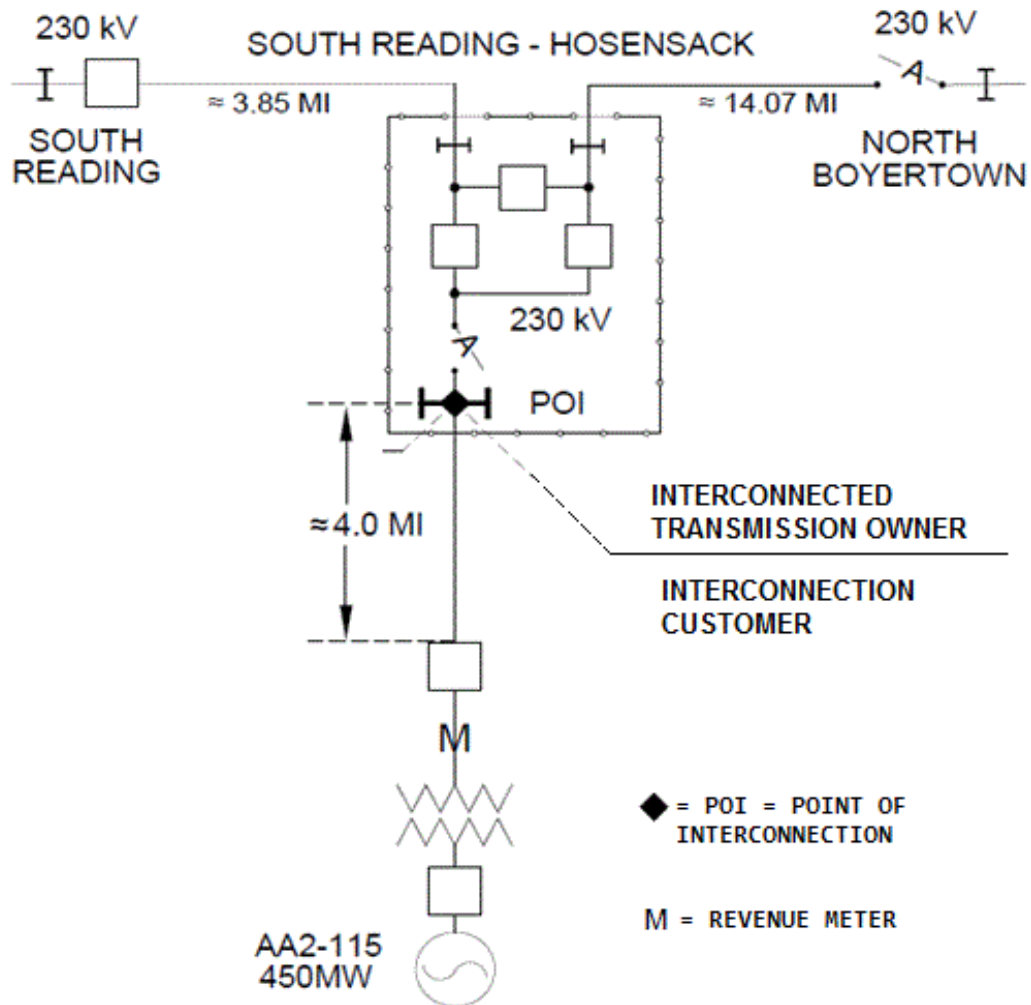 230 kV
SOUTH READING - HOSENSACK
230 kV
A
≈ 3.85 MI
≈ 14.07 MI
SOUTH
READING
NORTH
BOYERTOWN
230 kV
A
POI
≈4.0 MI
INTERCONNECTED
TRANSMISSION OWNER
INTERCONNECTION
CUSTOMER
M
◆ = POI = POINT OF
INTERCONNECTION
M = REVENUE METER
AA2-115
450MW